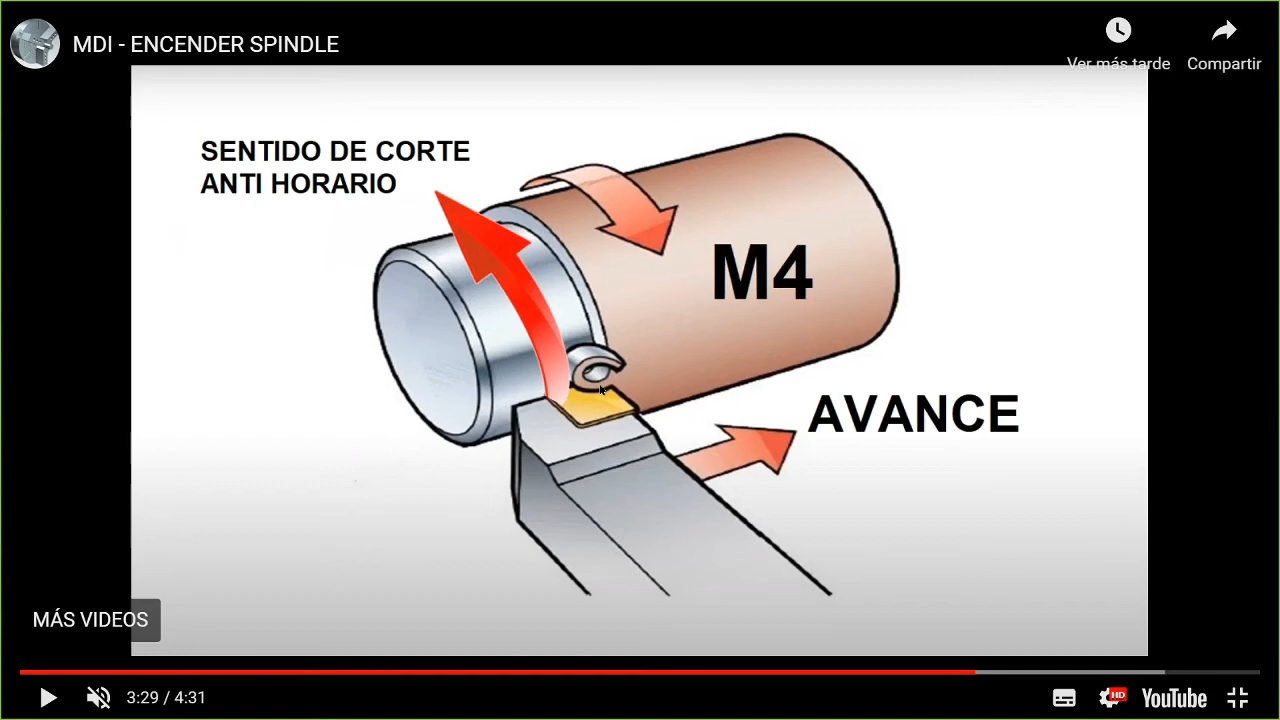 MDI - ENCENDER SPINDLE
Ver más tarde
Compartir
SENTIDO DE CORTE
ANTI HORARIO
M4
AVANCE
MÁS VIDEOS
3:29 / 4:31
HD
YouTube